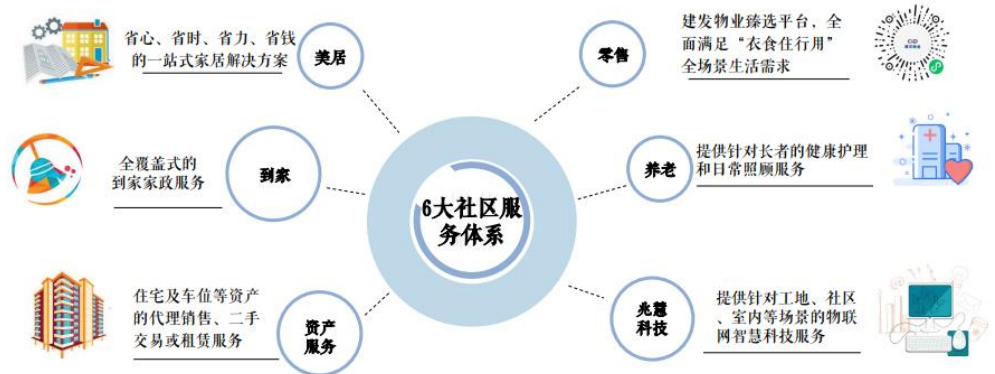 省心、省时、省力、省钱
的一站式家居解决方案
美居
零售
建发物业臻选平台，全
面满足“衣食住行用”
全场景生活需求
全覆盖式的
到家家政服务
到家
养老
提供针对长者的健康护理
和日常照顾服务
6大社区服
务体系
住宅及车位等资产
的代理销售、二手
交易或租赁服务
资产
服务
兆慧
科技
提供针对工地、社区
、室内等场景的物联
网智慧科技服务